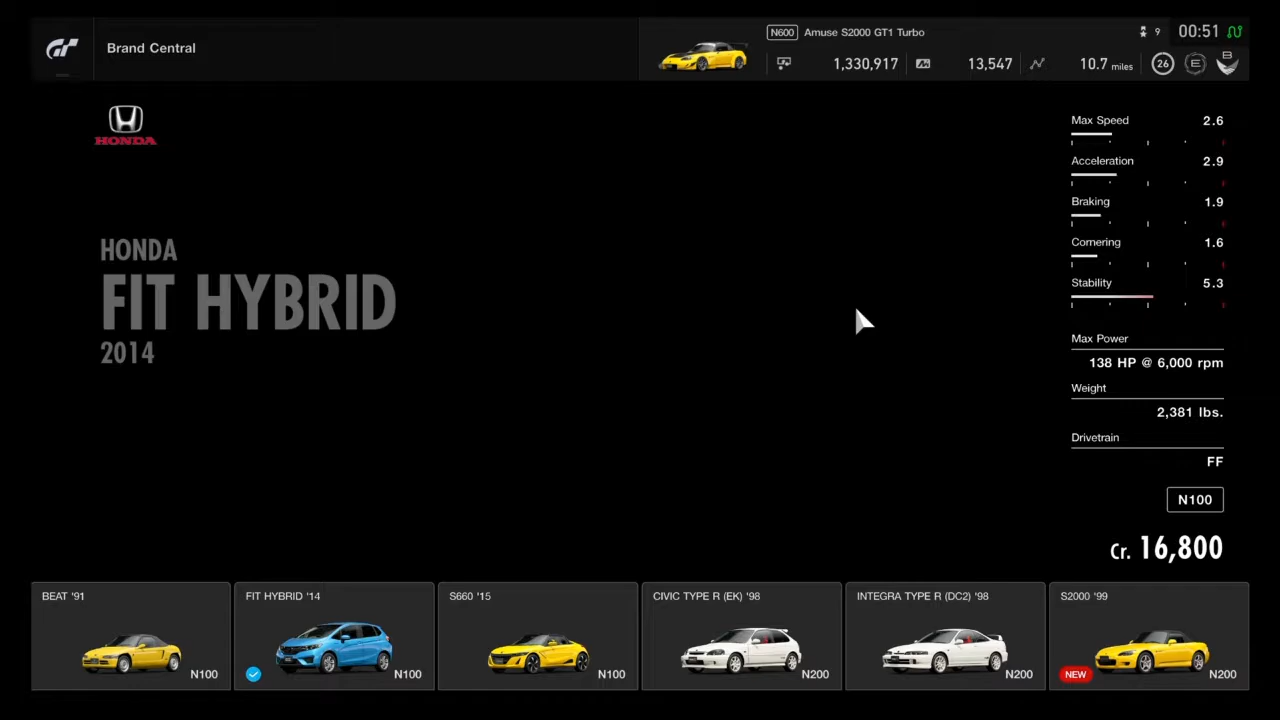 Brand Central
N600 Amuse S2000 GT1 Turbo
9
00:51
1,330,917
13,547
10.7 miles
26
E
B
HONDA
HONDA
FIT HYBRID
2014
Max Speed 2.6
Acceleration 2.9
Braking 1.9
Cornering 1.6
Stability 5.3
Max Power
138 HP @ 6,000 rpm
Weight
2,381 lbs.
Drivetrain
FF
N100
Cr. 16,800
BEAT '91
N100
FIT HYBRID '14
N100
S660 '15
N100
CIVIC TYPE R (EK) '98
N200
INTEGRA TYPE R (DC2) '98
N200
S2000 '99
NEW
N200